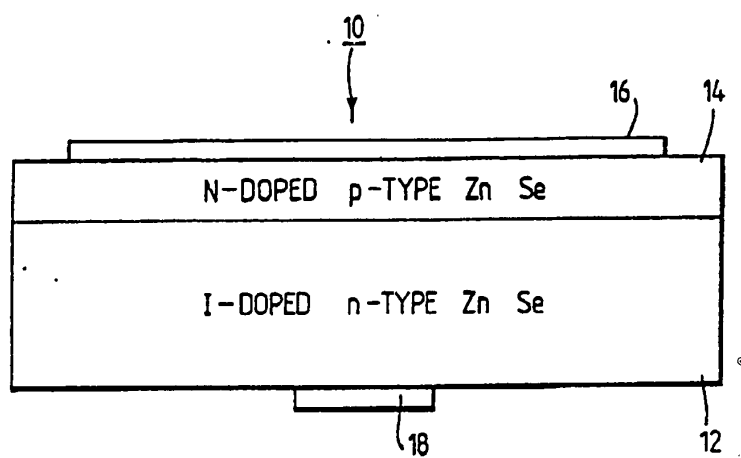 10
16
14
N-DOPED p-TYPE Zn Se
I-DOPED n-TYPE Zn Se
18
12